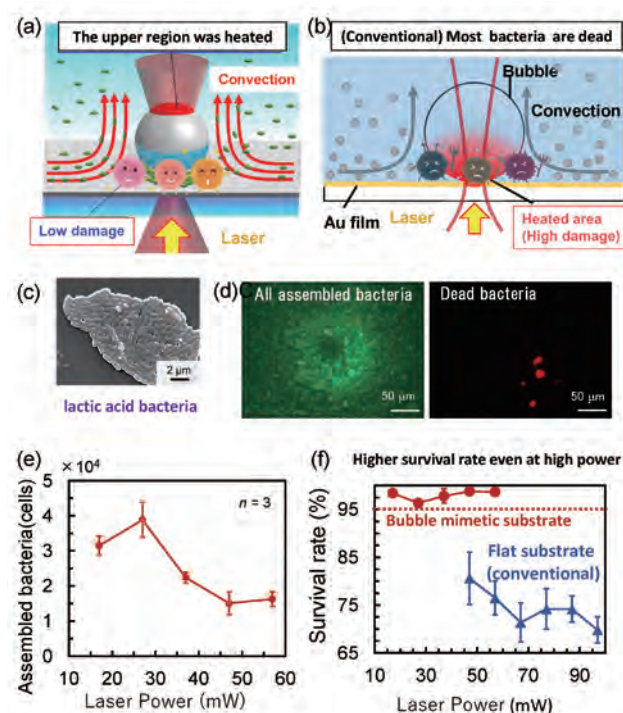 (a)
The upper region was heated
Convection
Low damage
Laser
(b)
(Conventional) Most bacteria are dead
Bubble
Convection
Au film
Laser
Heated area
(High damage)
(c)
2 μm
lactic acid bacteria
(d)
All assembled bacteria
50 μm
Dead bacteria
50 μm
(e)
× 10⁴
Assembled bacteria(cells)
5
4
3
2
1
0
n = 3
10 20 30 40 50 60
Laser Power (mW)
(f)
Higher survival rate even at high power
Survival rate (%)
95
85
75
65
Bubble mimetic substrate
Flat substrate
(conventional)
10 30 50 70 90
Laser Power (mW)